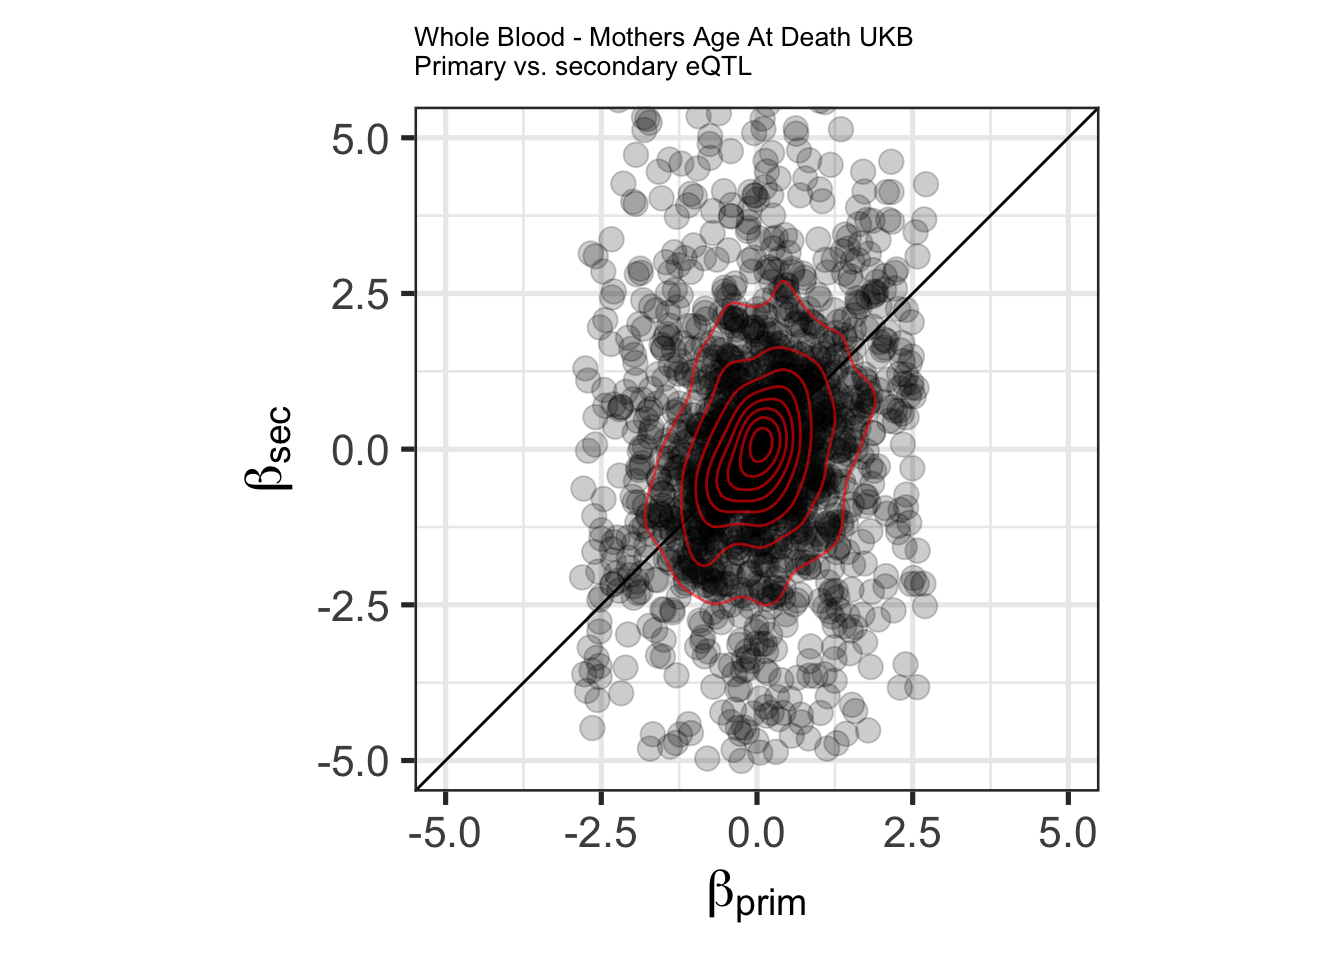 Whole Blood - Mothers Age At Death UKB
Primary vs. secondary eQTL
5.0
2.5
0.0
-2.5
-5.0
βsec
-5.0 -2.5 0.0 2.5 5.0
βprim